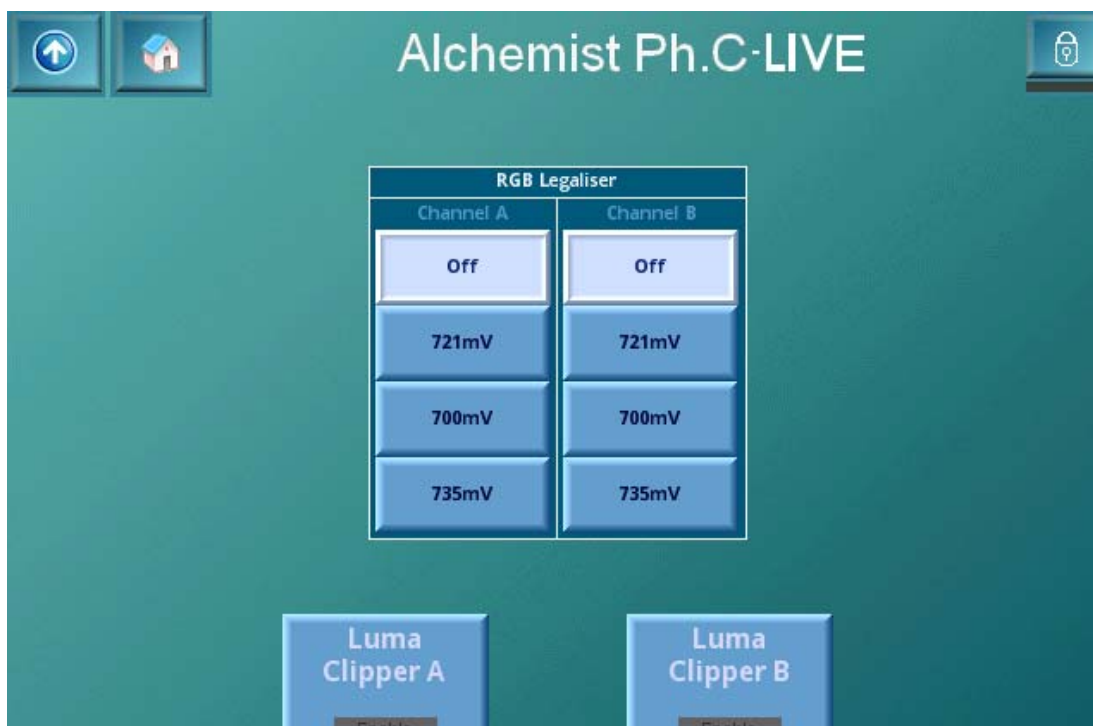 Alchemist Ph.C-LIVE
RGB Legaliser
Channel A Channel B
Off Off
721mV 721mV
700mV 700mV
735mV 735mV
Luma Luma
Clipper A Clipper B